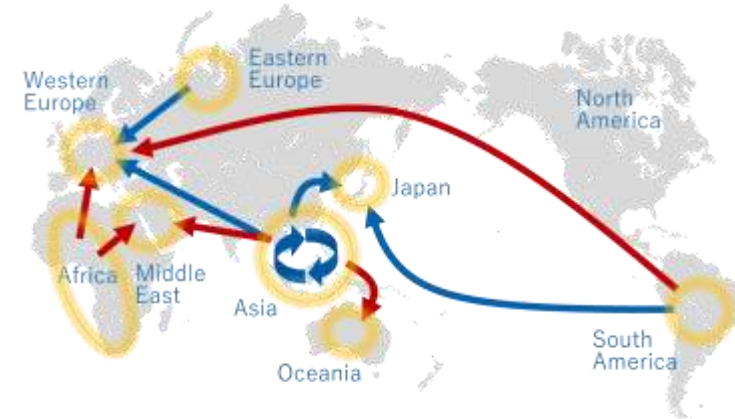 Eastern
Europe
Western
Europe
North
America
Japan
Africa
Middle
East
Asia
South
America
Oceania